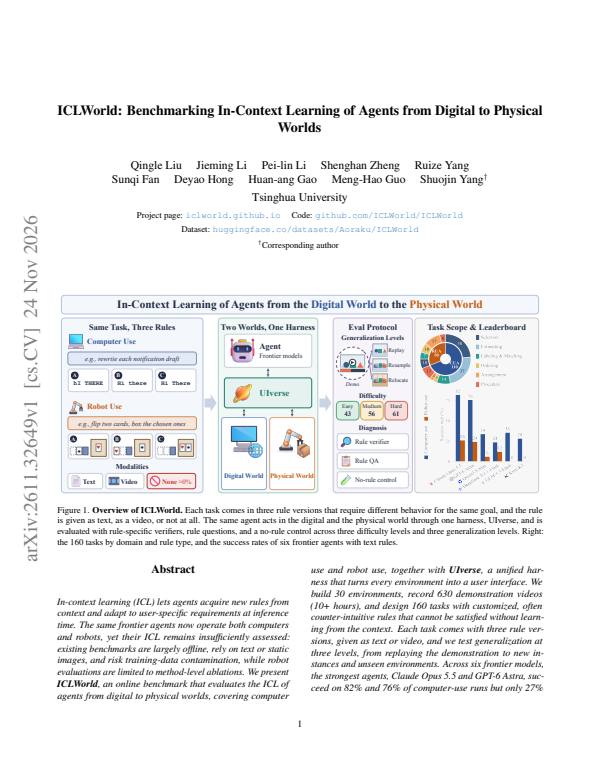 ICLWorld: Benchmarking In-Context Learning of Agents from Digital to Physical
Worlds
Qingle Liu Jieming Li Pei-lin Li Shenghan Zheng Ruize Yang
Sunqi Fan Deyao Hong Huan-ang Gao Meng-Hao Guo Shuojin Yang†
Tsinghua University
Project page: iclworld.github.io Code: github.com/ICLWorld/ICLWorld
Dataset: huggingface.co/datasets/Aoraku/ICLWorld
†Corresponding author
arXiv:2611.32649v1 [cs.CV] 24 Nov 2026
In-Context Learning of Agents from the Digital World to the Physical World
Same Task, Three Rules
Computer Use
e.g., rewrite each notification draft
A B C
hI THERE Hi there Hi There
Robot Use
e.g., flip two cards, bot the chosen ones
A B C
Modalities
Text Video None ≈0%
Two Worlds, One Harness
Agent
Frontier models
UIverse
Digital World Physical World
Eval Protocol
Generalization Levels
Demo
Replay
Resample
Relocate
Difficulty
Easy Medium Hard
43 56 61
Diagnosis
Rule verifier
Rule QA
No-rule control
Task Scope & Leaderboard
Selection
Formatting
Labeling & Matching
Ordering
Arrangement
Procedure
Figure 1. Overview of ICLWorld. Each task comes in three rule versions that require different behavior for the same goal, and the rule
is given as text, as a video, or not at all. The same agent acts in the digital and the physical world through one harness, UIverse, and is
evaluated with rule-specific verifiers, rule questions, and a no-rule control across three difficulty levels and three generalization levels. Right:
the 160 tasks by domain and rule type, and the success rates of six frontier agents with text rules.
Abstract
In-context learning (ICL) lets agents acquire new rules from
context and adapt to user-specific requirements at inference
time. The same frontier agents now operate both computers
and robots, yet their ICL remains insufficiently assessed:
existing benchmarks are largely offline, rely on text or static
images, and risk training-data contamination, while robot
evaluations are limited to method-level ablations. We present
ICLWorld, an online benchmark that evaluates the ICL of
agents from digital to physical worlds, covering computer
use and robot use, together with UIverse, a unified har-
ness that turns every environment into a user interface. We
build 30 environments, record 630 demonstration videos
(10+ hours), and design 160 tasks with customized, often
counter-intuitive rules that cannot be satisfied without learn-
ing from the context. Each task comes with three rule ver-
sions, given as text or video, and we test generalization at
three levels, from replaying the demonstration to new in-
stances and unseen environments. Across six frontier models,
the strongest agents, Claude Opus 5.5 and GPT-6 Astra, suc-
ceed on 82% and 76% of computer-use runs but only 27%
1